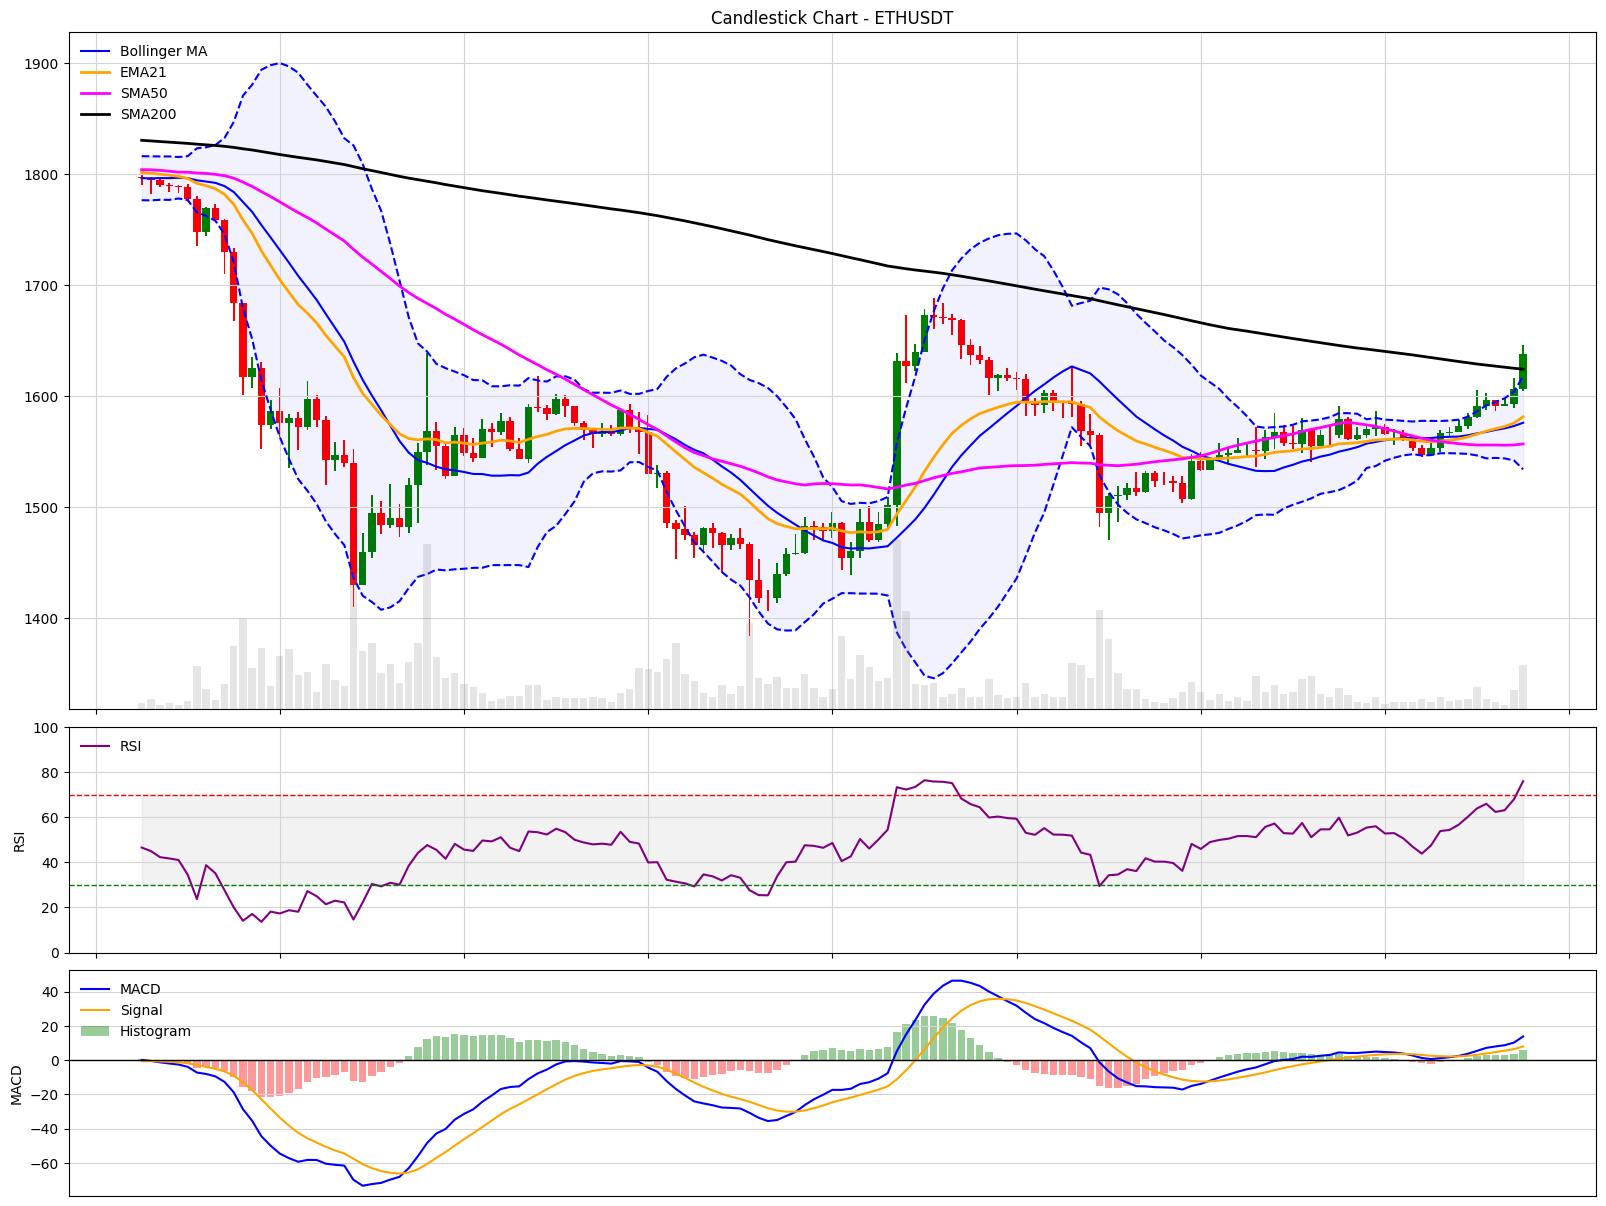 Candlestick Chart - ETHUSDT
Bollinger MA
EMA21
SMA50
SMA200
1900
1800
1700
1600
1500
1400
RSI
100
80
60
40
20
0
RSI
MACD
Signal
Histogram
40
20
0
−20
−40
−60
MACD